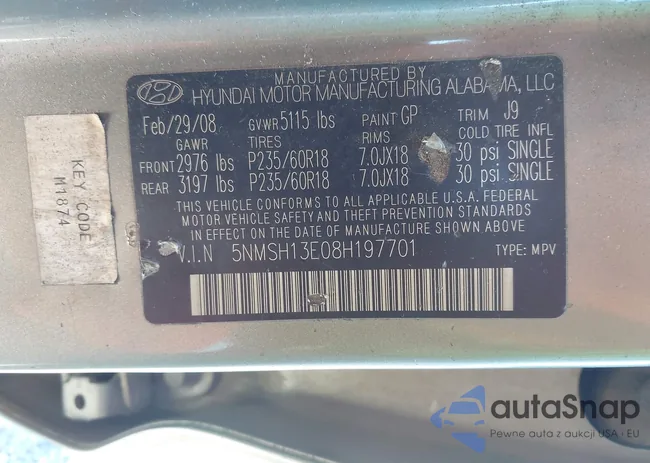 MANUFACTURED BY
HYUNDAI MOTOR MANUFACTURING ALABAMA, LLC
Feb/29/08 GVWR 5115 lbs PAINT GP TRIM J9
GAWR TIRES RIMS COLD TIRE INFL
FRONT 2976 lbs P235/60R18 7.0JX18 30 psi SINGLE
REAR 3197 lbs P235/60R18 7.0JX18 30 psi SINGLE
THIS VEHICLE CONFORMS TO ALL APPLICABLE U.S.A. FEDERAL
MOTOR VEHICLE SAFETY AND THEFT PREVENTION STANDARDS
IN EFFECT ON THE DATE OF MANUFACTURE SHOWN ABOVE
V.I.N 5NMSH13E08H197701 TYPE: MPV
KEY CODE
M1874
autaSnap
Pewne auta z aukcji USA - EU